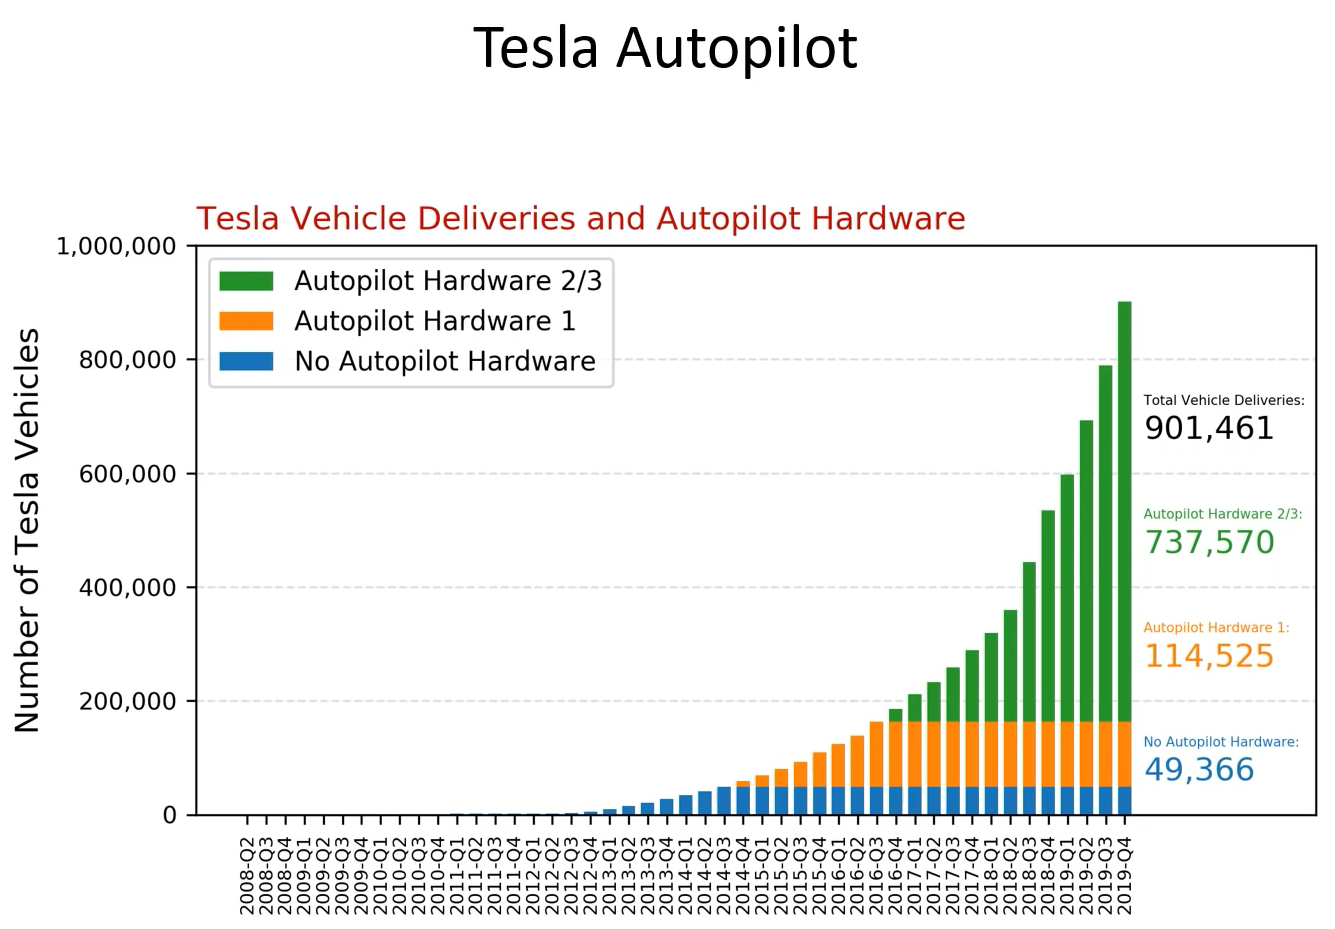 Tesla Autopilot
Tesla Vehicle Deliveries and Autopilot Hardware
Number of Tesla Vehicles
1,000,000
800,000
600,000
400,000
200,000
0
Autopilot Hardware 2/3
Autopilot Hardware 1
No Autopilot Hardware
Total Vehicle Deliveries:
901,461
Autopilot Hardware 2/3:
737,570
Autopilot Hardware 1:
114,525
No Autopilot Hardware:
49,366
2008-Q2
2008-Q3
2008-Q4
2009-Q1
2009-Q2
2009-Q3
2009-Q4
2010-Q1
2010-Q2
2010-Q3
2010-Q4
2011-Q1
2011-Q2
2011-Q3
2011-Q4
2012-Q1
2012-Q2
2012-Q3
2012-Q4
2013-Q1
2013-Q2
2013-Q3
2013-Q4
2014-Q1
2014-Q2
2014-Q3
2014-Q4
2015-Q1
2015-Q2
2015-Q3
2015-Q4
2016-Q1
2016-Q2
2016-Q3
2016-Q4
2017-Q1
2017-Q2
2017-Q3
2017-Q4
2018-Q1
2018-Q2
2018-Q3
2018-Q4
2019-Q1
2019-Q2
2019-Q3
2019-Q4